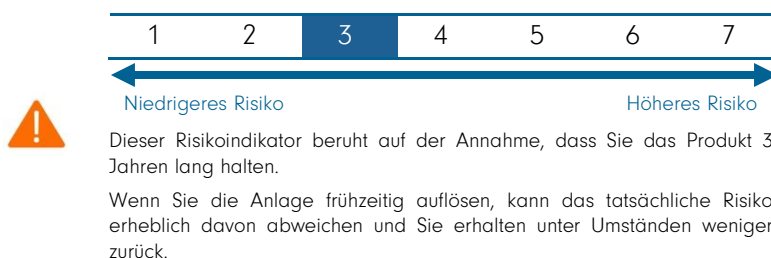 1 2 3 4 5 6 7
Niedrigeres Risiko Höheres Risiko
Dieser Risikoindikator beruht auf der Annahme, dass Sie das Produkt 3
Jahren lang halten.
Wenn Sie die Anlage frühzeitig auflösen, kann das tatsächliche Risiko
erheblich davon abweichen und Sie erhalten unter Umständen weniger
zurück.